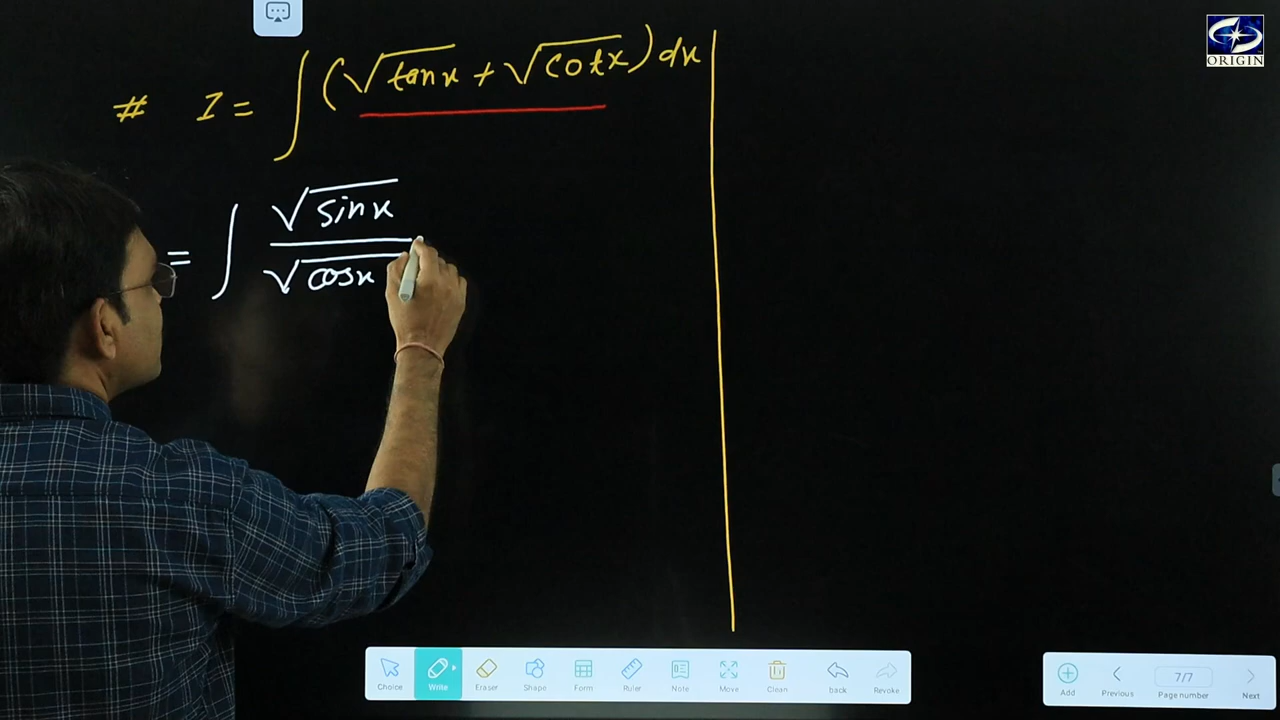 # I = ∫ (√tanx + √cotx) dx
= ∫ √sinx / √cosx
ORIGIN
Choice Write Eraser Shape Form Ruler Note Move Clean back Revoke
Add Previous 7/7 Page number Next